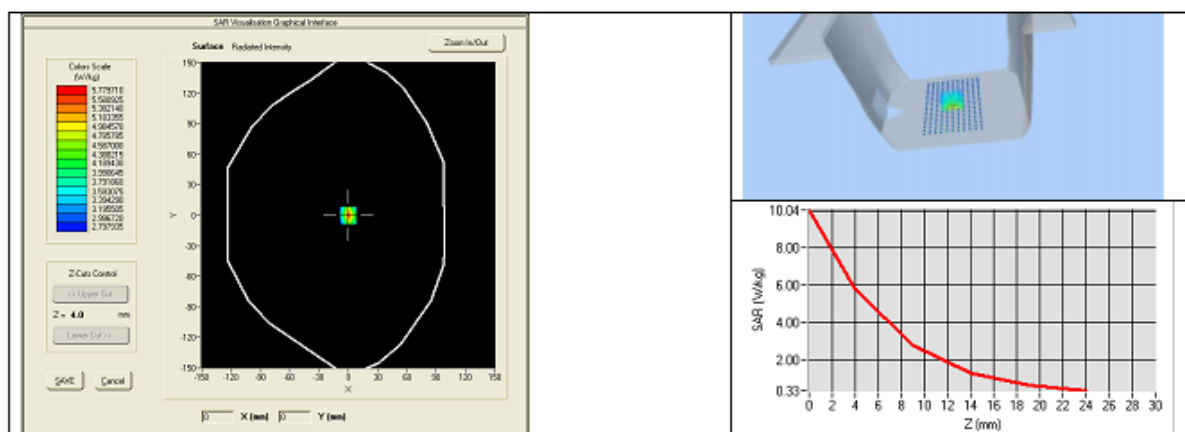 SAR Visualisation Graphical Interface
Surface Radiated Intensity
Zoom In/Out
Colors Scale
(W/kg)
5.779710
5.580925
5.382140
5.183355
4.984570
4.785785
4.587000
4.388215
4.189430
3.990645
3.791860
3.593075
3.394290
3.195505
2.996720
2.797935
Z-Cuts Control
<< Upper Cut
Z = 4.0 mm
Lower Cut >>
SAVE Cancel
150
120
90
60
30
0
-30
-60
-90
-120
-150
Y
-150 -120 -90 -60 -30 0 30 60 90 120 150
X
0 X (mm) 0 Y (mm)
10.04
8.00
6.00
4.00
2.00
0.33
SAR (W/kg)
0 2 4 6 8 10 12 14 16 18 20 22 24 26 28 30
Z (mm)